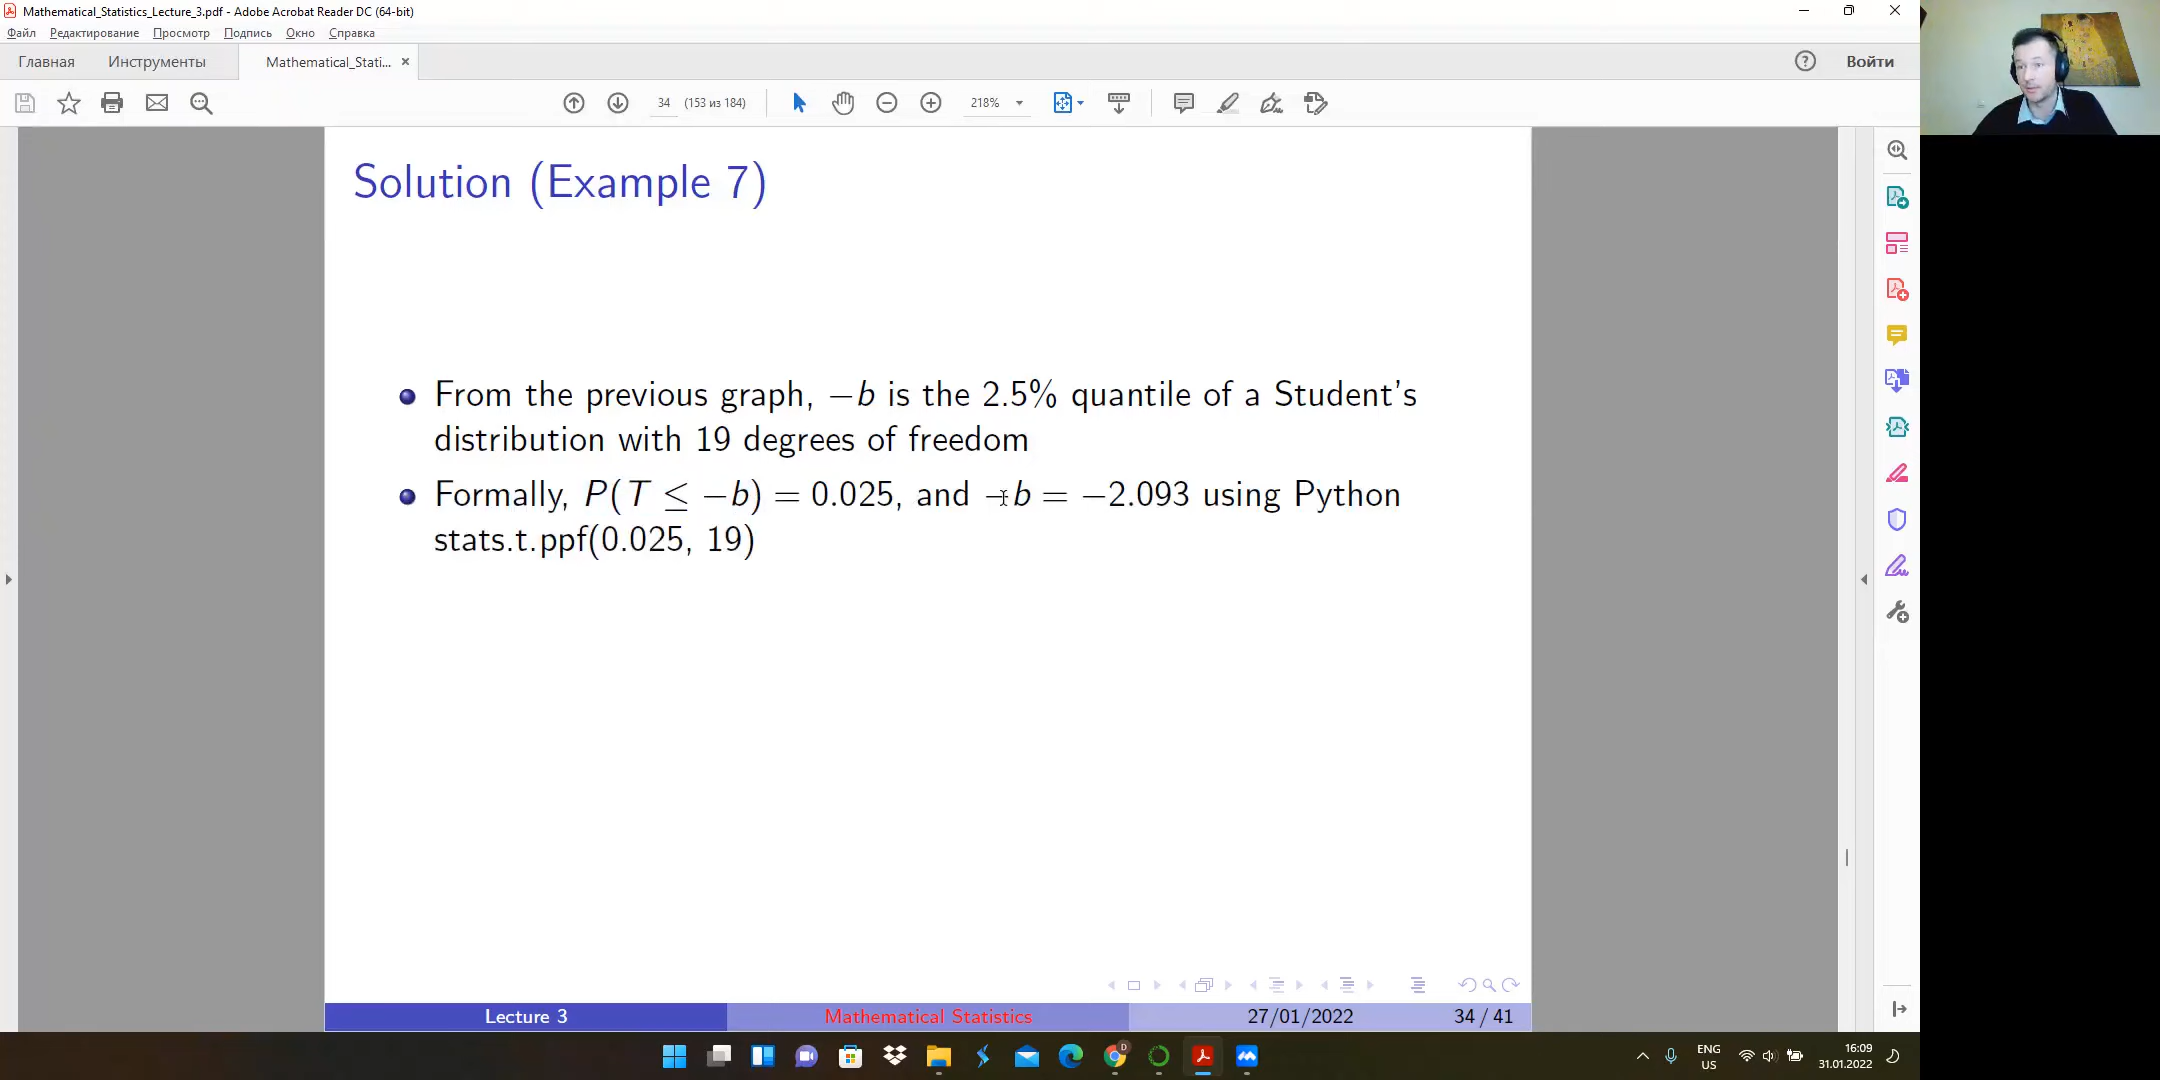 Mathematical_Statistics_Lecture_3.pdf - Adobe Acrobat Reader DC (64-bit)
Файл Редактирование Просмотр Подпись Окно Справка
Главная Инструменты Mathematical_Stati... × Войти
34 (153 из 184) 218%
Solution (Example 7)
From the previous graph, −b is the 2.5% quantile of a Student's
distribution with 19 degrees of freedom
Formally, P(T ≤ −b) = 0.025, and −b = −2.093 using Python
stats.t.ppf(0.025, 19)
Lecture 3 Mathematical Statistics 27/01/2022 34 / 41
ENG
US
16:09
31.01.2022